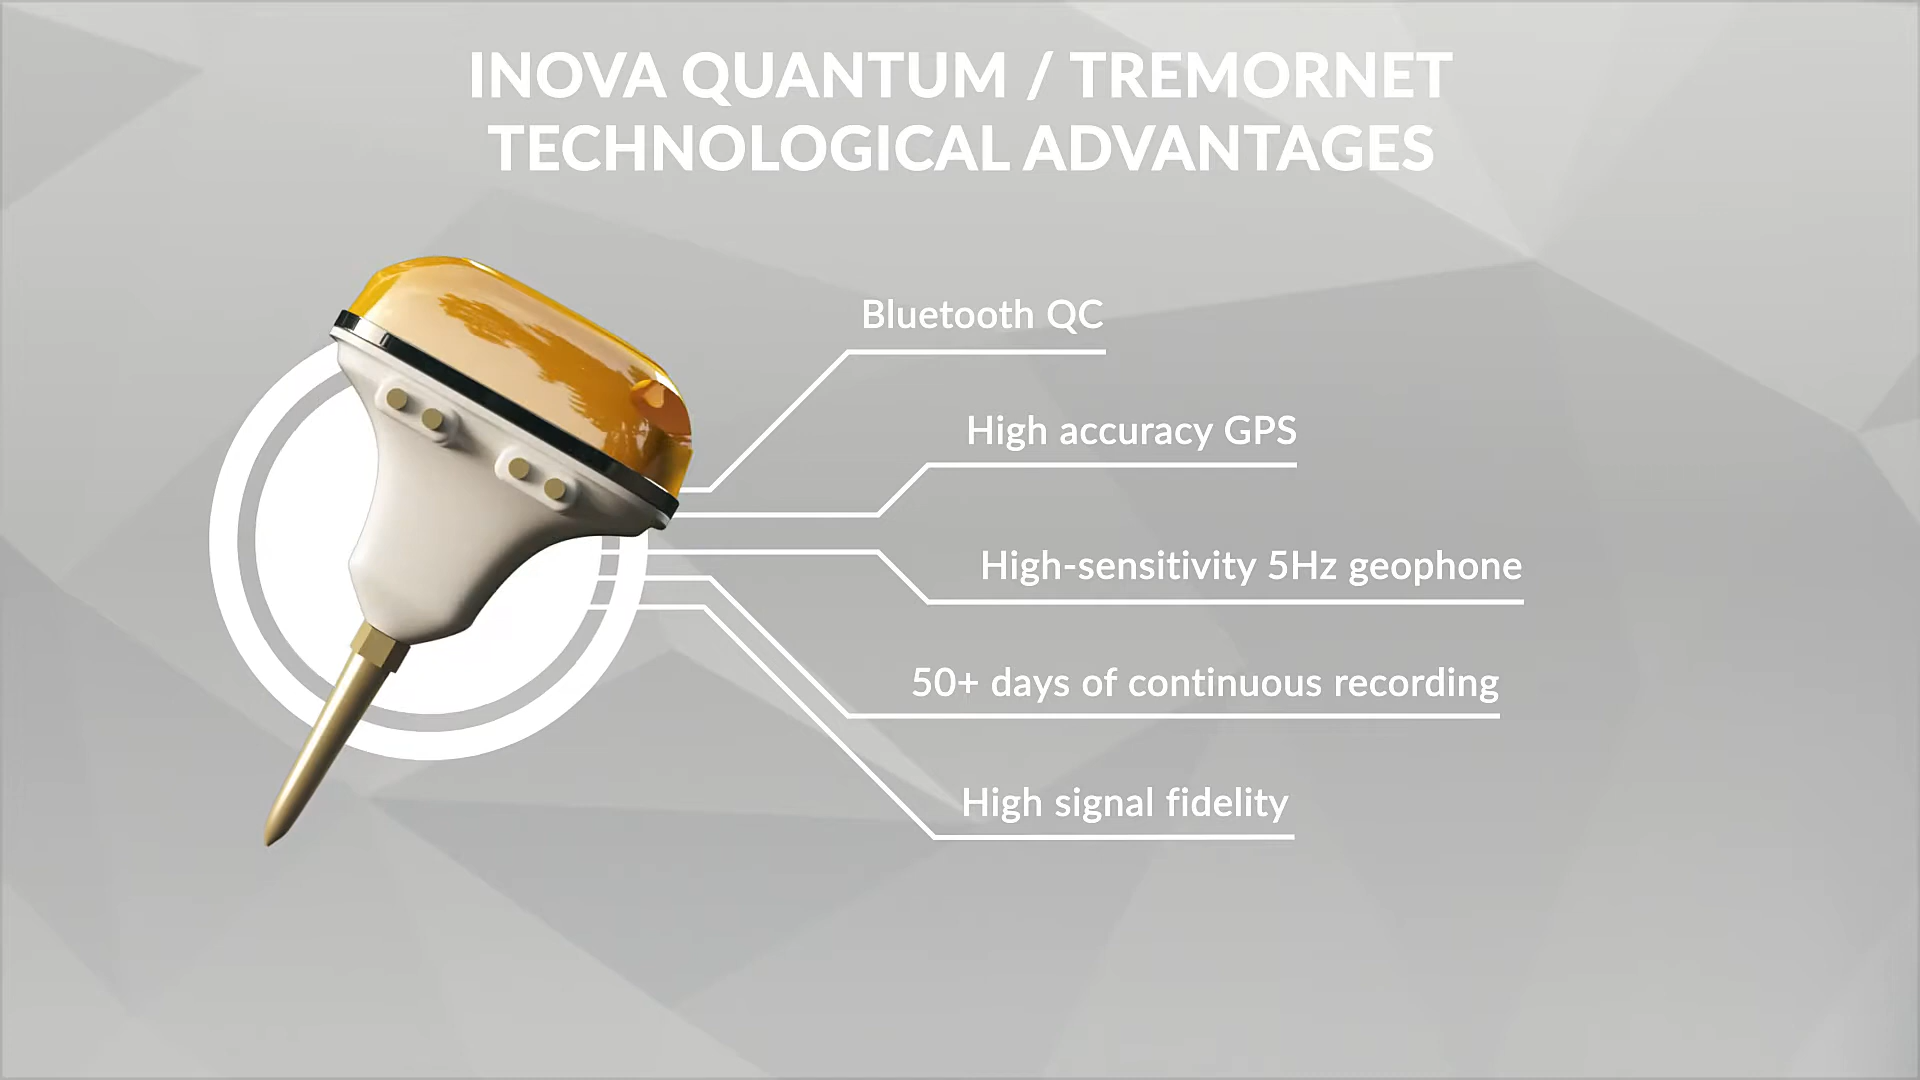 INOVA QUANTUM / TREMORNET
TECHNOLOGICAL ADVANTAGES
Bluetooth QC
High accuracy GPS
High-sensitivity 5Hz geophone
50+ days of continuous recording
High signal fidelity